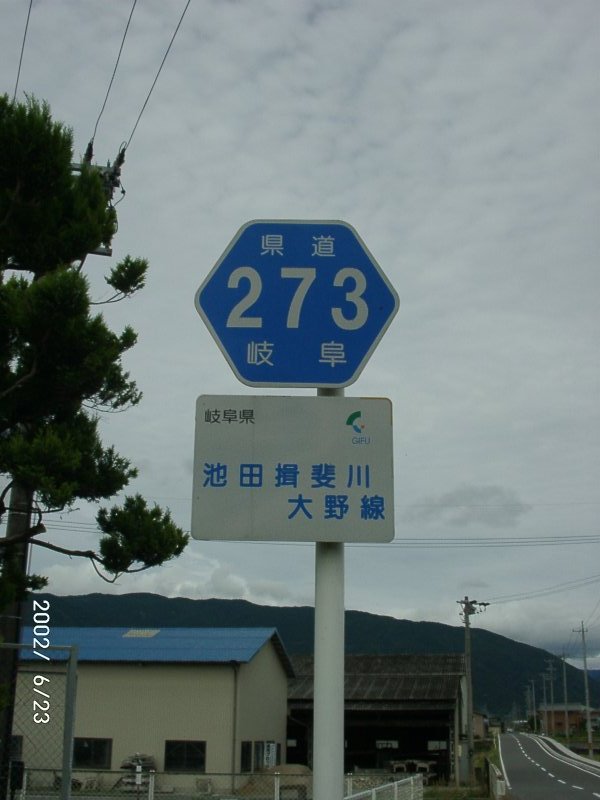 県道
273
岐阜
岐阜県
GIFU
池田揖斐川
大野線
2002/ 6/23